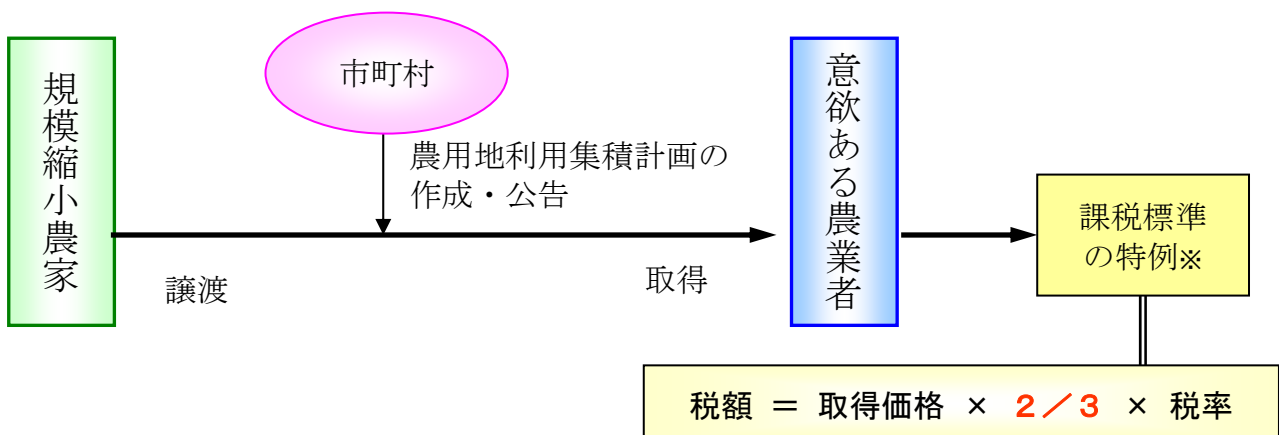 規模縮小農家
市町村
農用地利用集積計画の
作成・公告
譲渡
取得
意欲ある農業者
課税標準
の特例※
税額 ＝ 取得価格 × ２／３ × 税率